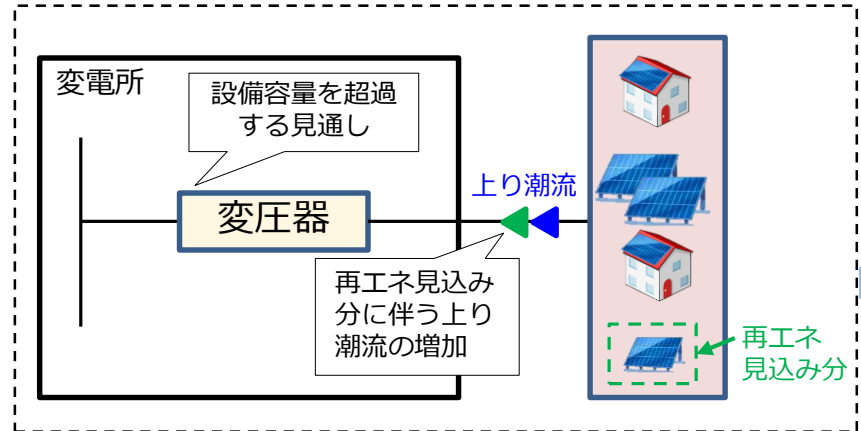 変電所
設備容量を超過
する見通し
変圧器
上り潮流
再エネ見込み
分に伴う上り
潮流の増加
再エネ
見込み分